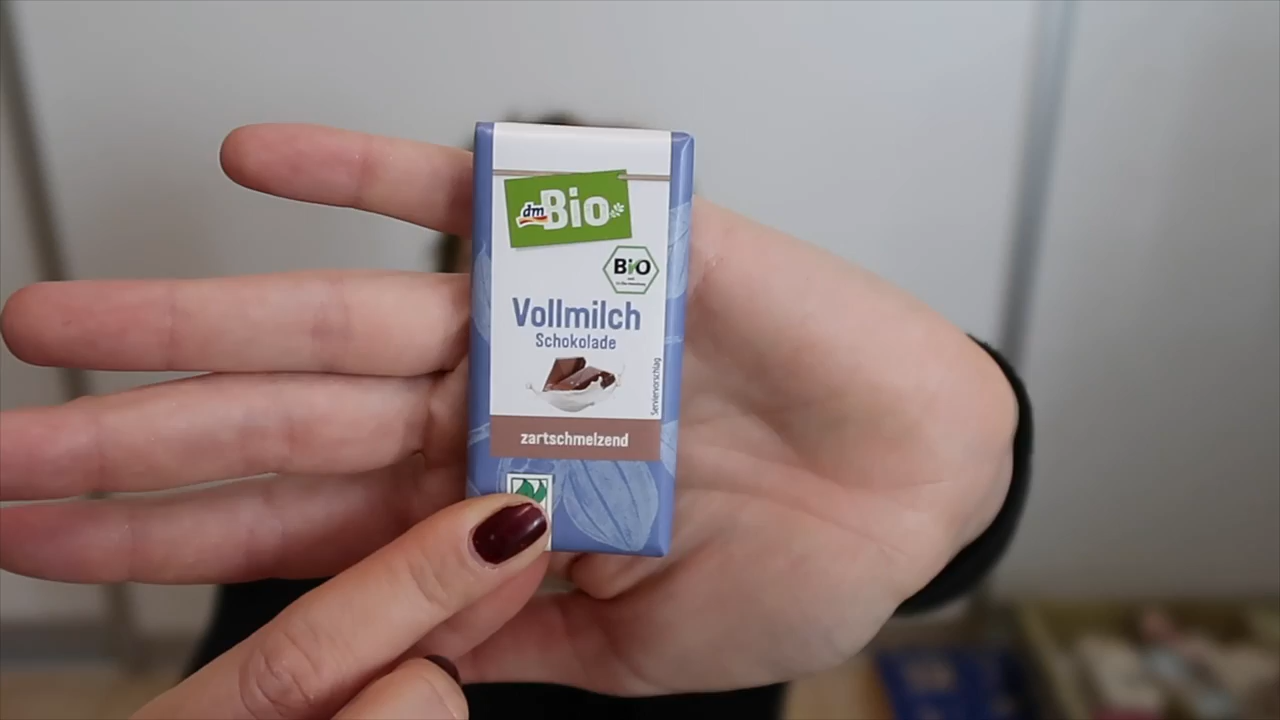 dm Bio
BiO
Vollmilch
Schokolade
Serviervorschlag
zartschmelzend